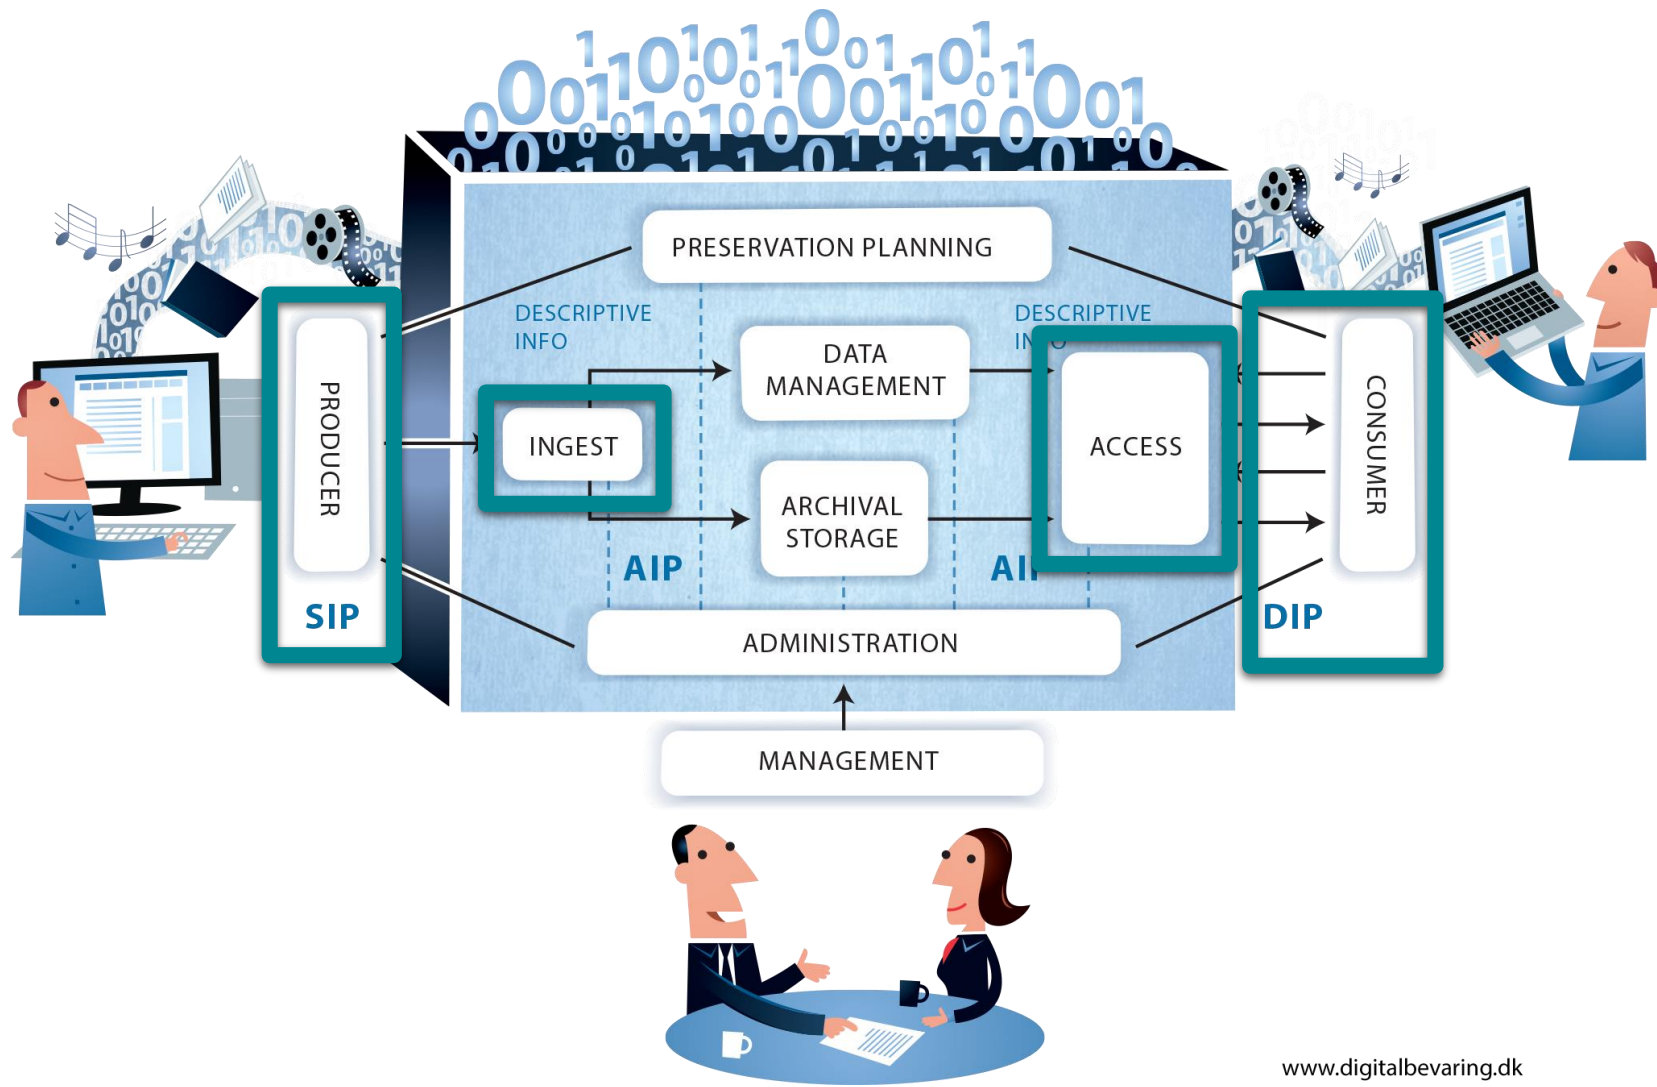 PRESERVATION PLANNING
DESCRIPTIVE
INFO
DESCRIPTIVE
DATA
MANAGEMENT
PRODUCER
INGEST
ACCESS
CONSUMER
ARCHIVAL
STORAGE
AIP
SIP
DIP
ADMINISTRATION
MANAGEMENT
www.digitalbevaring.dk